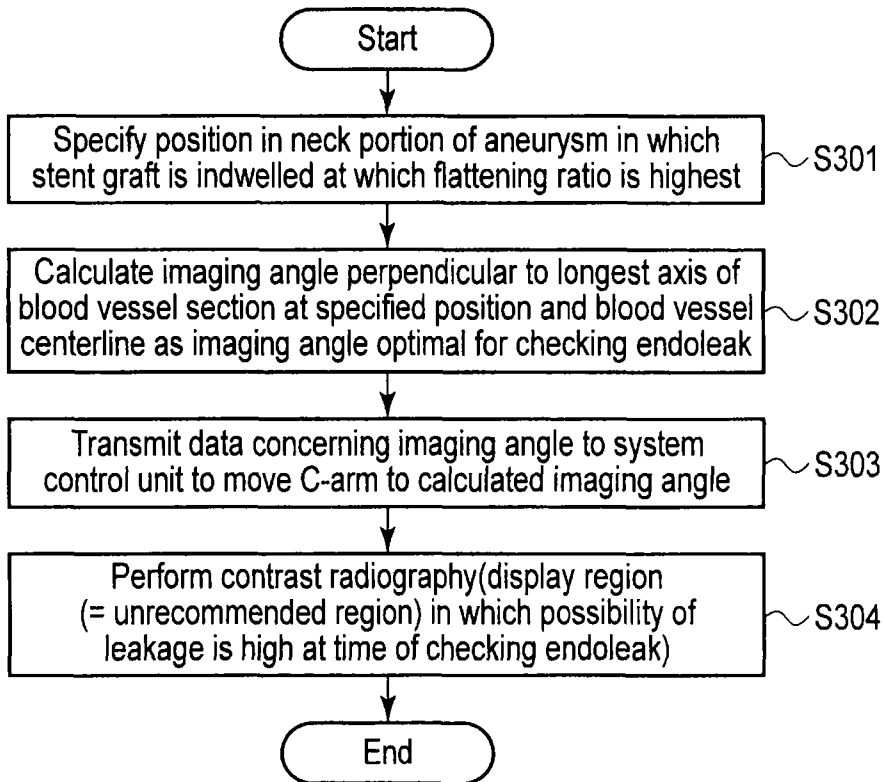 Start
Specify position in neck portion of aneurysm in which
stent graft is indwelled at which flattening ratio is highest
S301
Calculate imaging angle perpendicular to longest axis of
blood vessel section at specified position and blood vessel
centerline as imaging angle optimal for checking endoleak
S302
Transmit data concerning imaging angle to system
control unit to move C-arm to calculated imaging angle
S303
Perform contrast radiography(display region
(= unrecommended region) in which possibility of
leakage is high at time of checking endoleak)
S304
End